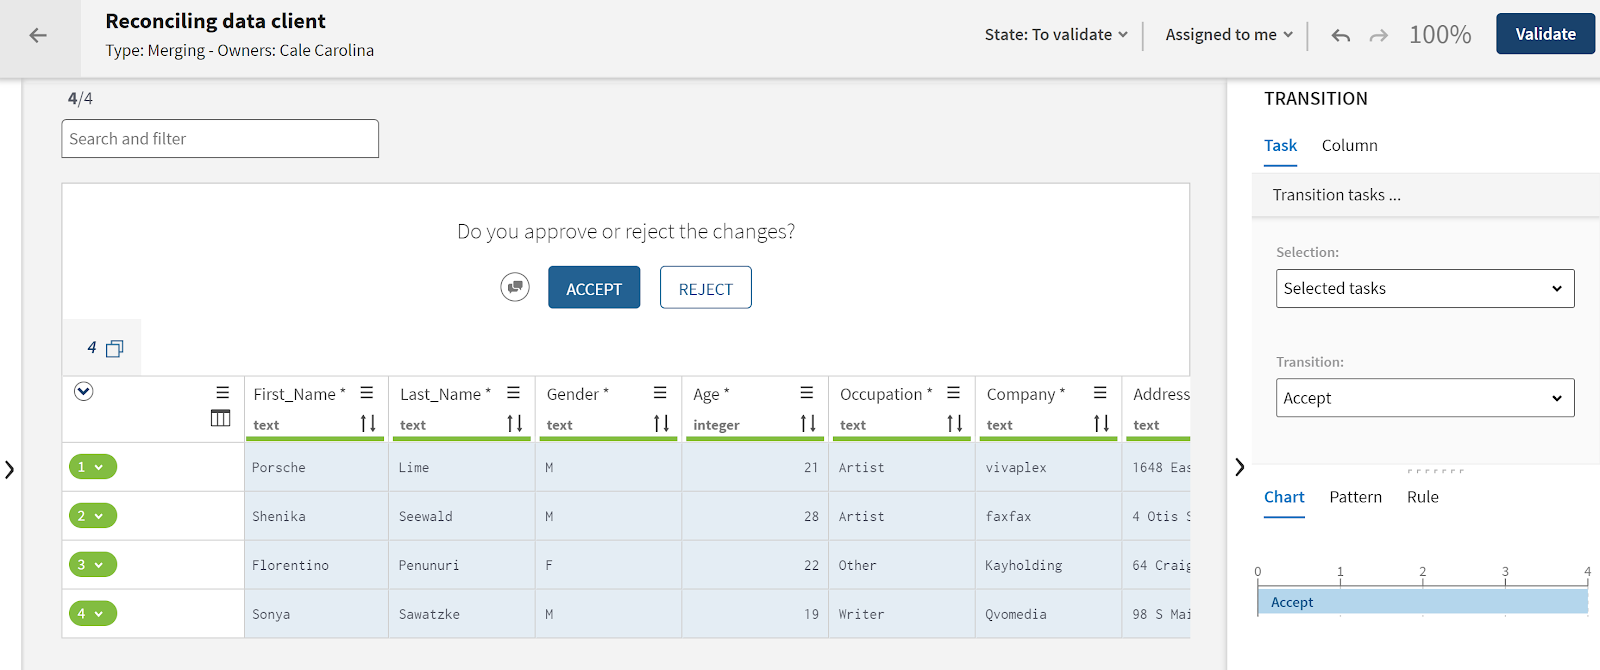 Reconciling data client
Type: Merging - Owners: Cale Carolina
State: To validate
Assigned to me
100%
Validate
4/4
Search and filter
Do you approve or reject the changes?
ACCEPT
REJECT
4
First_Name * Last_Name * Gender * Age * Occupation * Company * Address
text text text integer text text text
1 Porsche Lime M 21 Artist vivaplex 1648 Eas
2 Shenika Seewald M 28 Artist faxfax 4 Otis S
3 Florentino Penunuri F 22 Other Kayholding 64 Craig
4 Sonya Sawatzke M 19 Writer Qvomedia 98 S Mai
TRANSITION
Task Column
Transition tasks ...
Selection:
Selected tasks
Transition:
Accept
Chart Pattern Rule
0 1 2 3 4
Accept